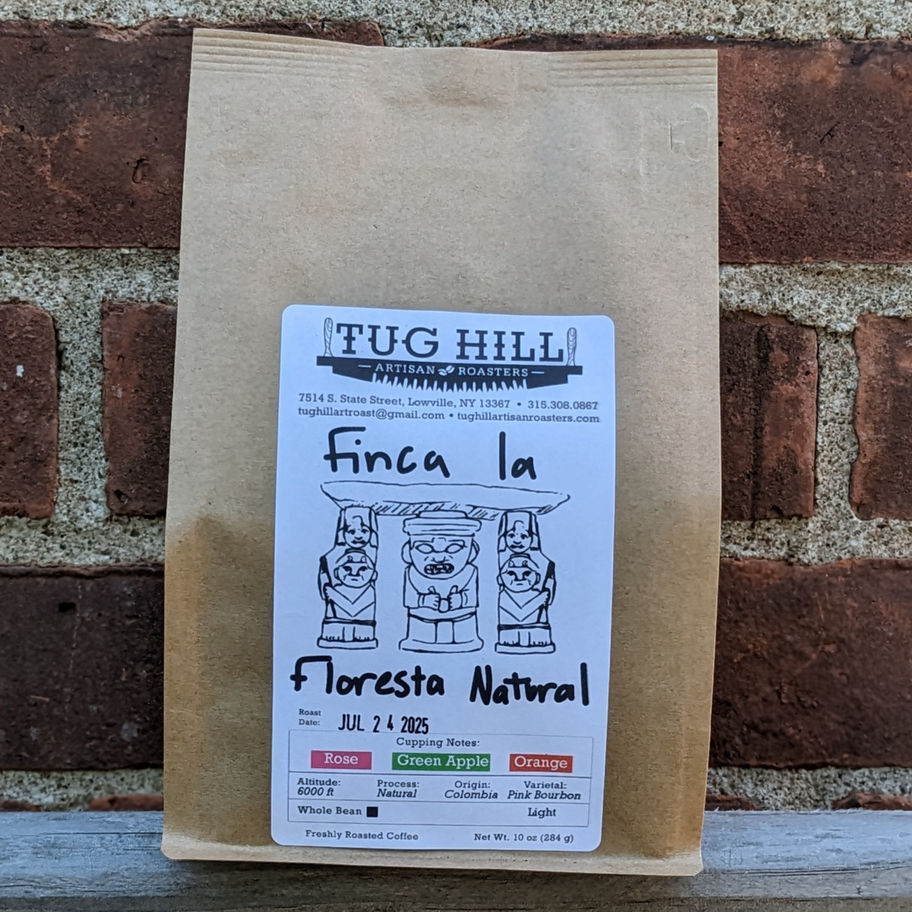 TUG HILL
ARTISAN ROASTERS
7514 S. State Street, Lowville, NY 13367 • 315.308.0867
tughillartroast@gmail.com • tughillartisanroasters.com
Finca la
Floresta Natural
Roast Date: JUL 24 2025
Cupping Notes:
Rose Green Apple Orange
Altitude: Process: Origin: Varietal:
6000 ft Natural Colombia Pink Bourbon
Whole Bean Light
Freshly Roasted Coffee Net Wt. 10 oz (284 g)